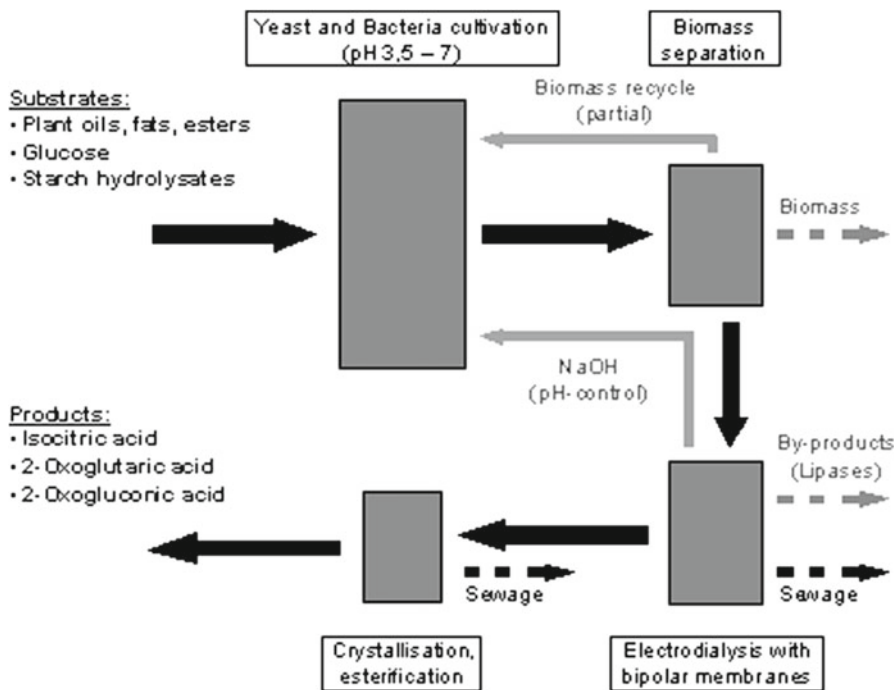 Yeast and Bacteria cultivation
(pH 3,5 – 7)
Biomass
separation
Substrates:
• Plant oils, fats, esters
• Glucose
• Starch hydrolysates
Biomass recycle
(partial)
Biomass
NaOH
(pH-control)
Products:
• Isocitric acid
• 2-Oxoglutaric acid
• 2-Oxogluconic acid
By-products
(Lipases)
Sewage
Sewage
Crystallisation,
esterification
Electrodialysis with
bipolar membranes